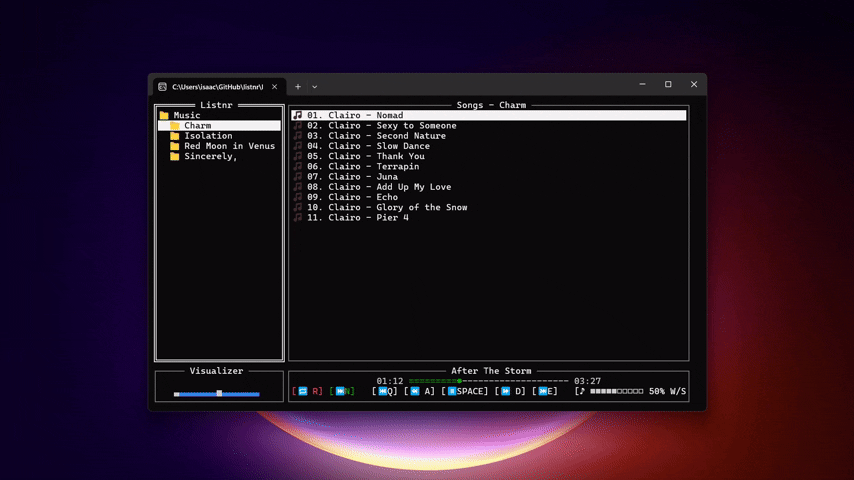 C:\Users\isaac\GitHub\listnr\l
Listnr
Music
Charm
Isolation
Red Moon in Venus
Sincerely,
Songs - Charm
01. Clairo - Nomad
02. Clairo - Sexy to Someone
03. Clairo - Second Nature
04. Clairo - Slow Dance
05. Clairo - Thank You
06. Clairo - Terrapin
07. Clairo - Juna
08. Clairo - Add Up My Love
09. Clairo - Echo
10. Clairo - Glory of the Snow
11. Clairo - Pier 4
Visualizer
After The Storm
01:12 03:27
[🔁 R] [⏭N] [⏮Q] [⏪ A] [⏸SPACE] [⏩ D] [⏭E] [♪ ■■■■■□□□□□ 50% W/S